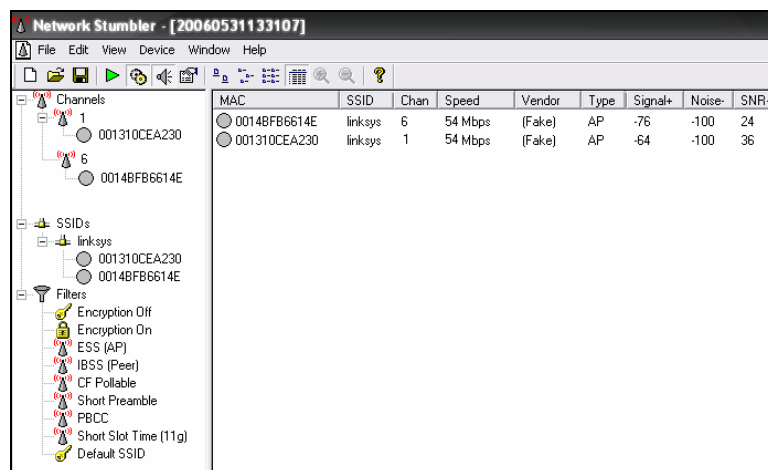 Network Stumbler - [20060531133107]
File Edit View Device Window Help
Channels
1
001310CEA230
6
0014BFB6614E
SSIDs
linksys
001310CEA230
0014BFB6614E
Filters
Encryption Off
Encryption On
ESS (AP)
IBSS (Peer)
CF Pollable
Short Preamble
PBCC
Short Slot Time (11g)
Default SSID
MAC SSID Chan Speed Vendor Type Signal+ Noise- SNR-
0014BFB6614E linksys 6 54 Mbps (Fake) AP -76 -100 24
001310CEA230 linksys 1 54 Mbps (Fake) AP -64 -100 36